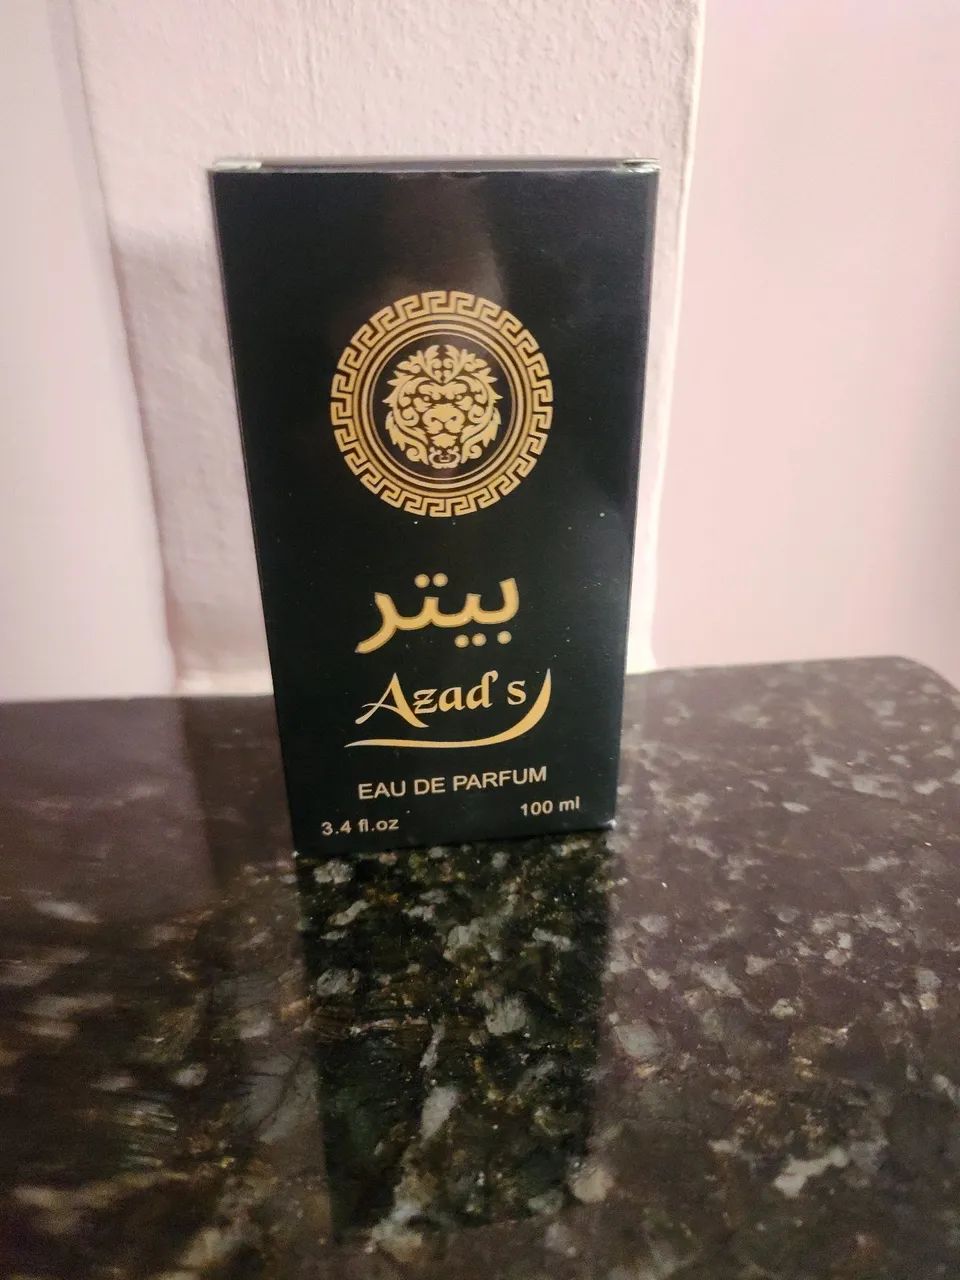 بيتر
Azad's
EAU DE PARFUM
3.4 fl.oz 100 ml